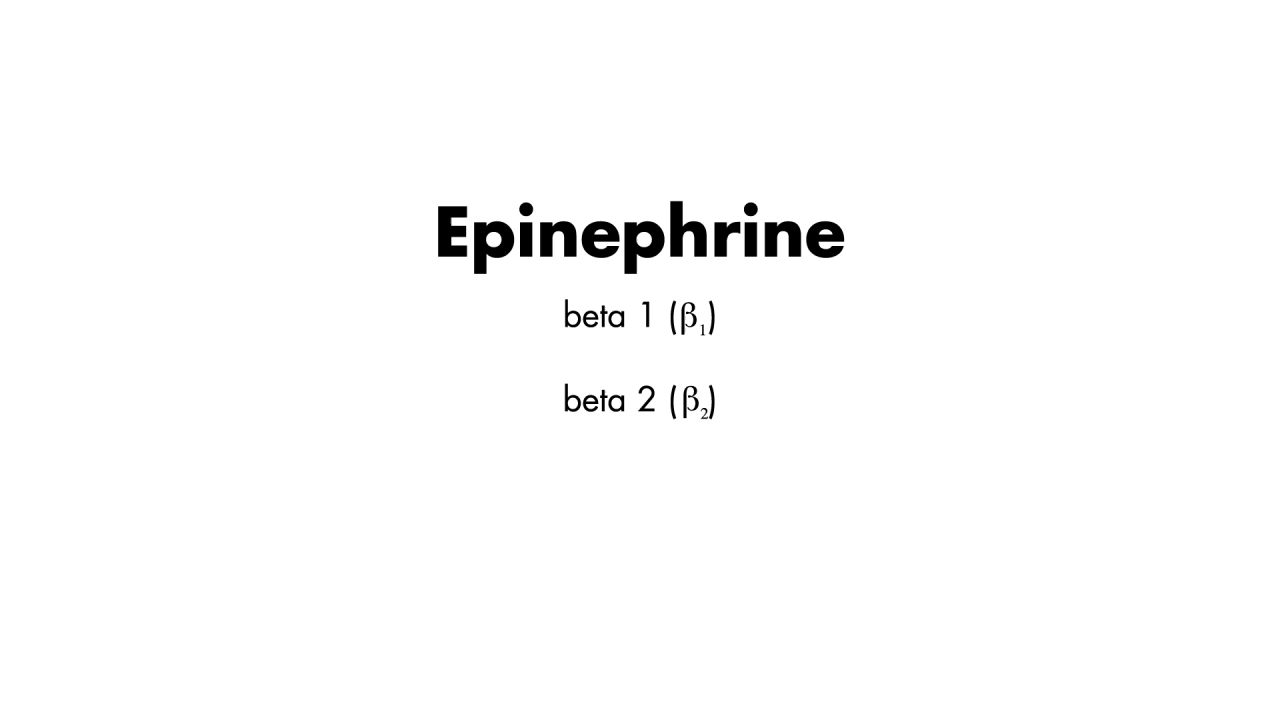 Epinephrine
beta 1 (β₁)
beta 2 (β₂)